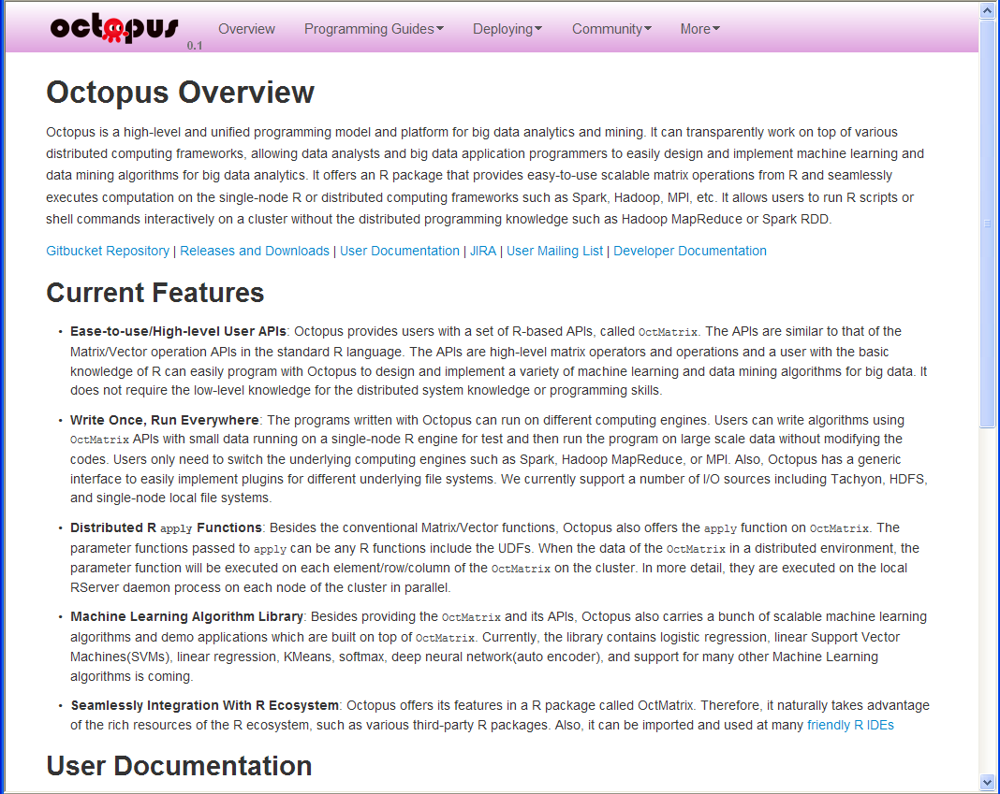 octopus 0.1 Overview Programming Guides Deploying Community More
Octopus Overview
Octopus is a high-level and unified programming model and platform for big data analytics and mining. It can transparently work on top of various
distributed computing frameworks, allowing data analysts and big data application programmers to easily design and implement machine learning and
data mining algorithms for big data analytics. It offers an R package that provides easy-to-use scalable matrix operations from R and seamlessly
executes computation on the single-node R or distributed computing frameworks such as Spark, Hadoop, MPI, etc. It allows users to run R scripts or
shell commands interactively on a cluster without the distributed programming knowledge such as Hadoop MapReduce or Spark RDD.
Gitbucket Repository | Releases and Downloads | User Documentation | JIRA | User Mailing List | Developer Documentation
Current Features
• Ease-to-use/High-level User APIs: Octopus provides users with a set of R-based APIs, called OctMatrix. The APIs are similar to that of the
Matrix/Vector operation APIs in the standard R language. The APIs are high-level matrix operators and operations and a user with the basic
knowledge of R can easily program with Octopus to design and implement a variety of machine learning and data mining algorithms for big data. It
does not require the low-level knowledge for the distributed system knowledge or programming skills.
• Write Once, Run Everywhere: The programs written with Octopus can run on different computing engines. Users can write algorithms using
OctMatrix APIs with small data running on a single-node R engine for test and then run the program on large scale data without modifying the
codes. Users only need to switch the underlying computing engines such as Spark, Hadoop MapReduce, or MPI. Also, Octopus has a generic
interface to easily implement plugins for different underlying file systems. We currently support a number of I/O sources including Tachyon, HDFS,
and single-node local file systems.
• Distributed R apply Functions: Besides the conventional Matrix/Vector functions, Octopus also offers the apply function on OctMatrix. The
parameter functions passed to apply can be any R functions include the UDFs. When the data of the OctMatrix in a distributed environment, the
parameter function will be executed on each element/row/column of the OctMatrix on the cluster. In more detail, they are executed on the local
RServer daemon process on each node of the cluster in parallel.
• Machine Learning Algorithm Library: Besides providing the OctMatrix and its APIs, Octopus also carries a bunch of scalable machine learning
algorithms and demo applications which are built on top of OctMatrix. Currently, the library contains logistic regression, linear Support Vector
Machines(SVMs), linear regression, KMeans, softmax, deep neural network(auto encoder), and support for many other Machine Learning
algorithms is coming.
• Seamlessly Integration With R Ecosystem: Octopus offers its features in a R package called OctMatrix. Therefore, it naturally takes advantage
of the rich resources of the R ecosystem, such as various third-party R packages. Also, it can be imported and used at many friendly R IDEs
User Documentation